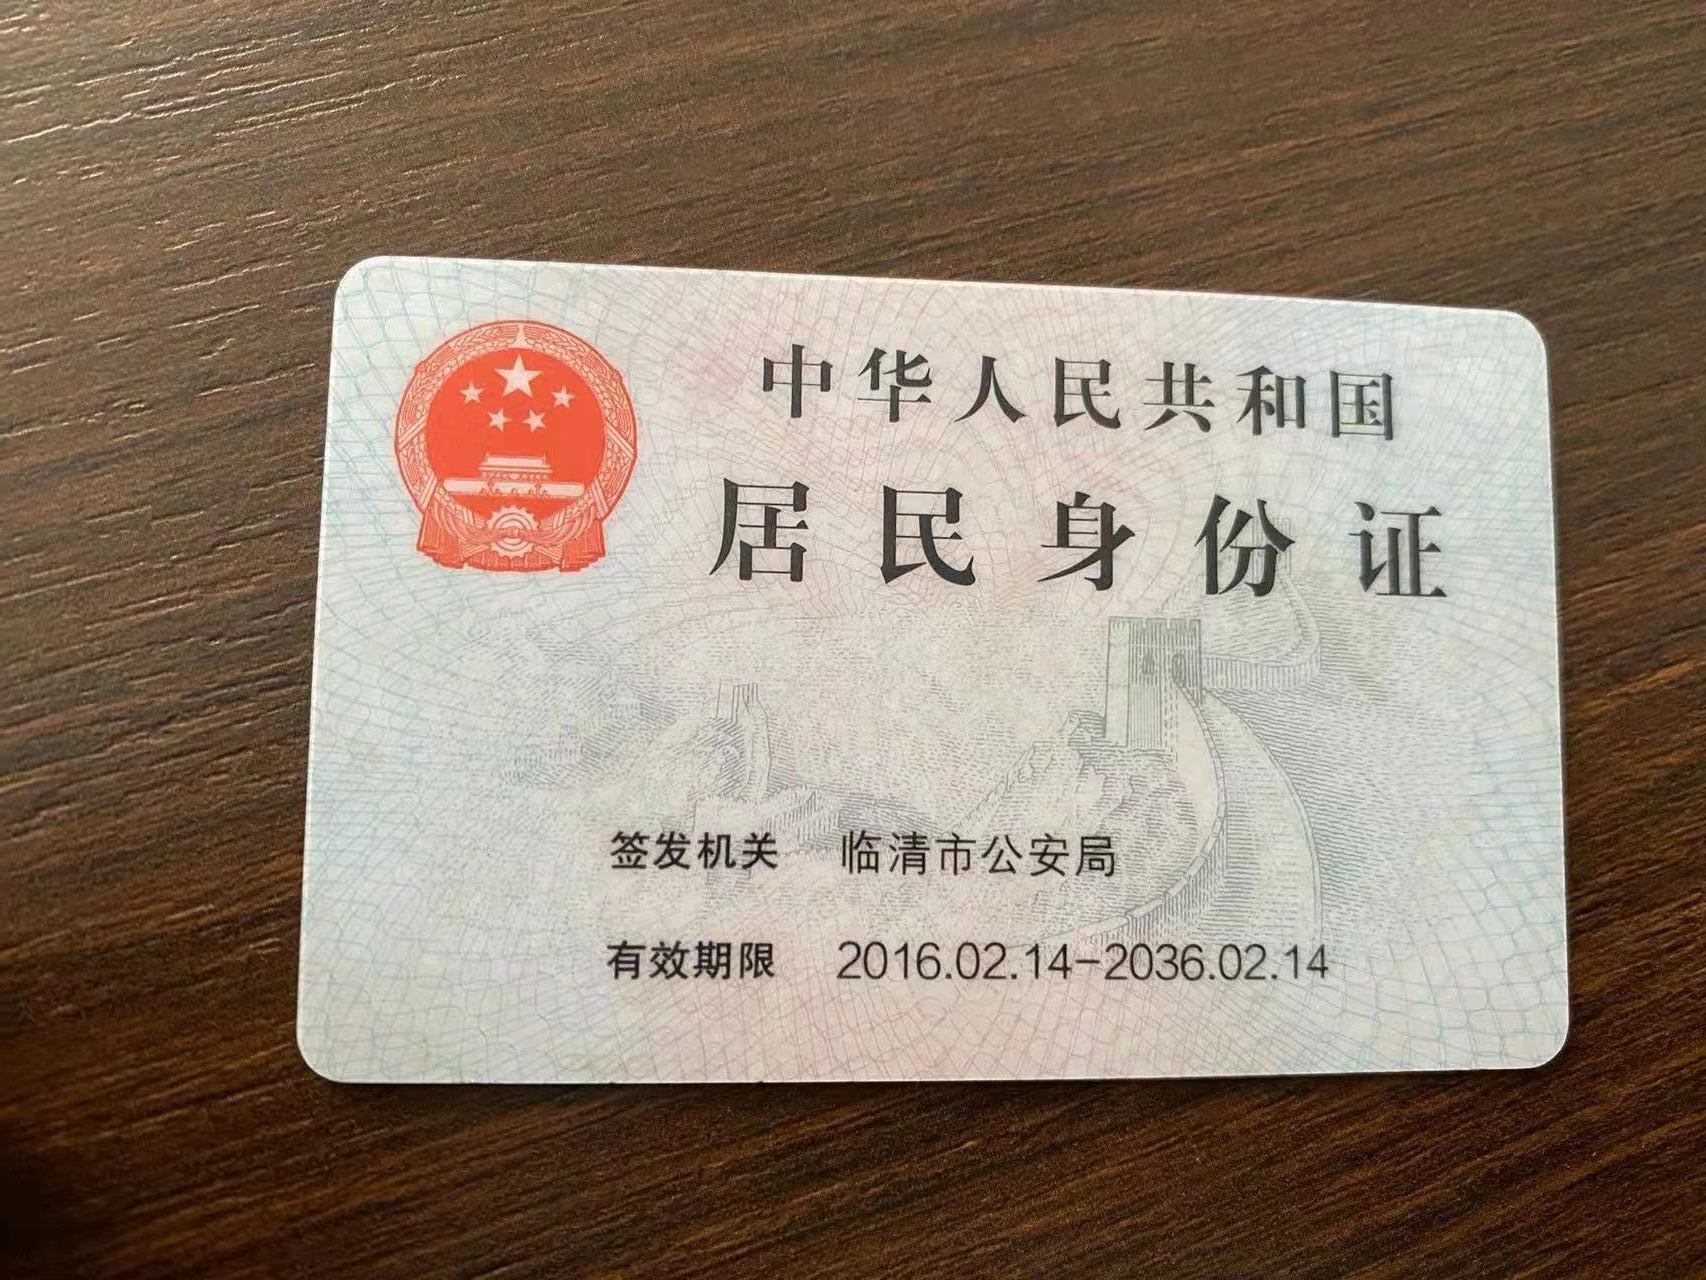 中华人民共和国
居民身份证
签发机关 临清市公安局
有效期限 2016.02.14-2036.02.14